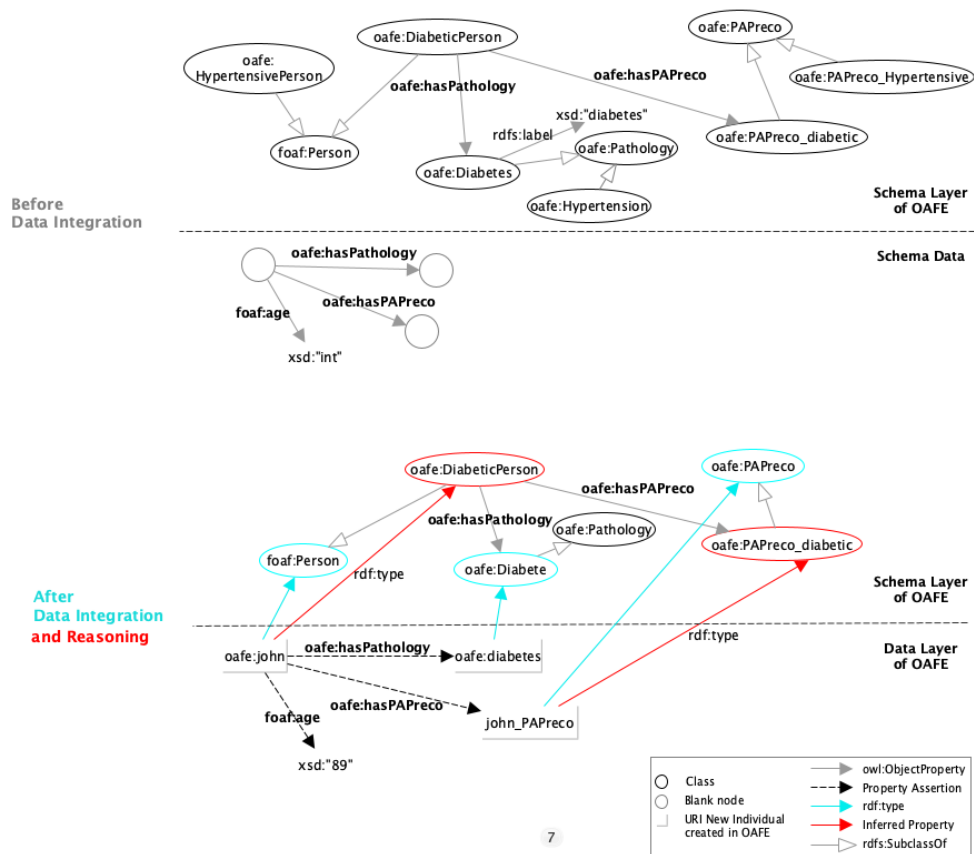 oafe:PAPreco
oafe:DiabeticPerson
oafe:
HypertensivePerson
oafe:PAPreco_Hypertensive
oafe:hasPAPreco
oafe:hasPathology
xsd:"diabetes"
rdfs:label
oafe:PAPreco_diabetic
foaf:Person
oafe:Pathology
oafe:Diabetes
oafe:Hypertension
Before
Data Integration
Schema Layer
of OAFE
Schema Data
oafe:hasPathology
oafe:hasPAPreco
foaf:age
xsd:"int"
oafe:DiabeticPerson
oafe:PAPreco
oafe:hasPAPreco
oafe:hasPathology
oafe:Pathology
oafe:PAPreco_diabetic
foaf:Person
oafe:Diabete
rdf:type
After
Data Integration
and Reasoning
Schema Layer
of OAFE
rdf:type
oafe:hasPathology
oafe:john
oafe:diabetes
Data Layer
of OAFE
oafe:hasPAPreco
foaf:age
john_PAPreco
xsd:"89"
Class
Blank node
URI New Individual
created in OAFE
owl:ObjectProperty
Property Assertion
rdf:type
Inferred Property
rdfs:SubclassOf
7